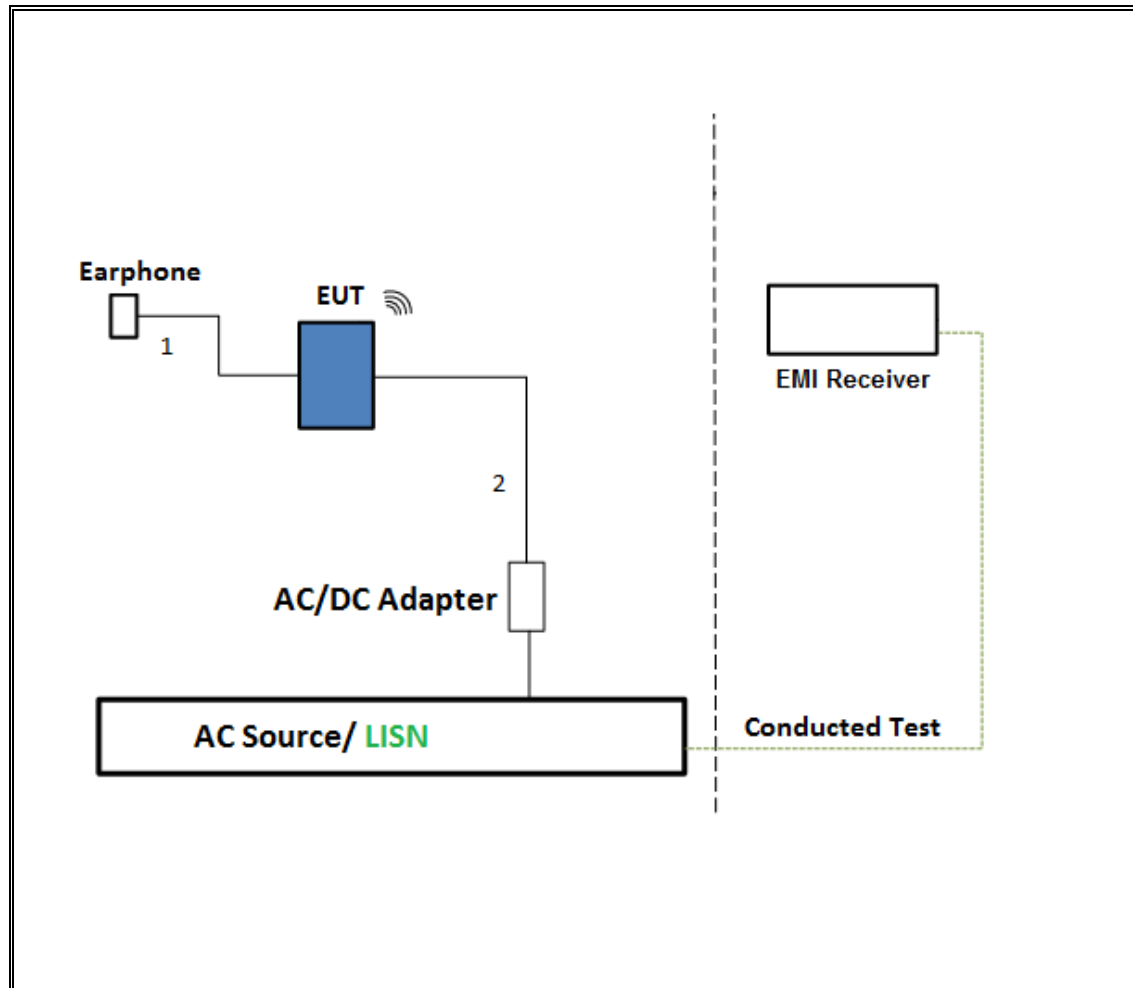 Earphone
EUT
1
EMI Receiver
2
AC/DC Adapter
AC Source/ LISN
Conducted Test